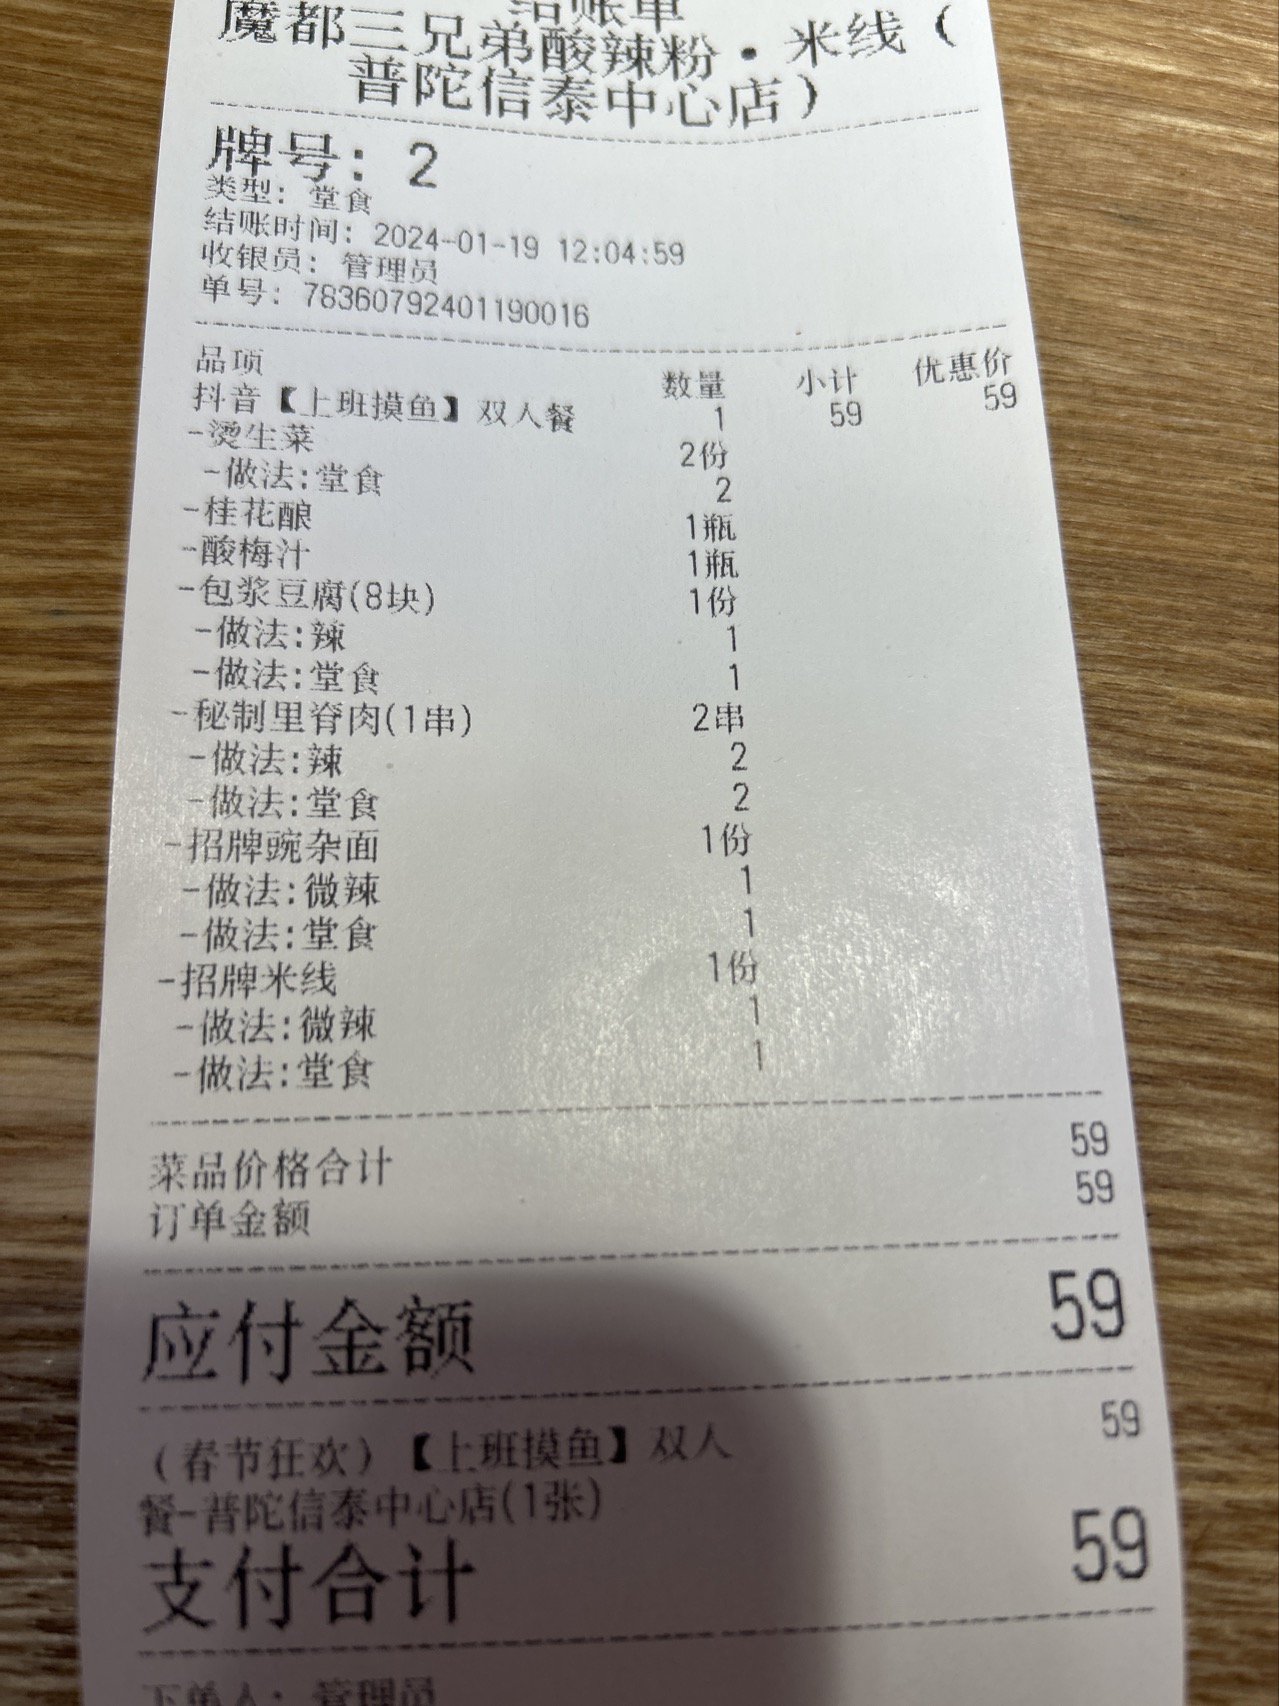 结账单
魔都三兄弟酸辣粉·米线（
普陀信泰中心店）
牌号: 2
类型: 堂食
结账时间: 2024-01-19 12:04:59
收银员: 管理员
单号: 78360792401190016
品项 数量 小计 优惠价
抖音【上班摸鱼】双人餐 1 59 59
-烫生菜 2份
-做法:堂食 2
-桂花酿 1瓶
-酸梅汁 1瓶
-包浆豆腐(8块) 1份
-做法:辣 1
-做法:堂食 1
-秘制里脊肉(1串) 2串
-做法:辣 2
-做法:堂食 2
-招牌豌杂面 1份
-做法:微辣 1
-做法:堂食 1
-招牌米线 1份
-做法:微辣 1
-做法:堂食 1
菜品价格合计 59
订单金额 59
应付金额 59
（春节狂欢）【上班摸鱼】双人 59
餐-普陀信泰中心店(1张)
支付合计 59
下单人: 管理员